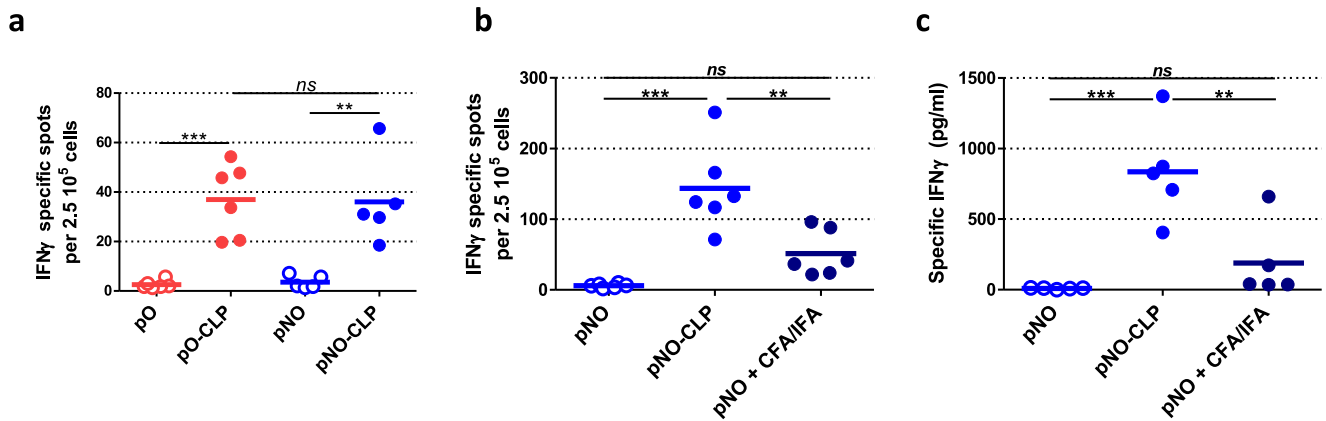 a
IFNγ specific spots
per 2.5 10⁵ cells
80
60
40
20
0
***
ns
**
pO
pO-CLP
pNO
pNO-CLP
b
IFNγ specific spots
per 2.5 10⁵ cells
300
200
100
0
ns
***
**
pNO
pNO-CLP
pNO + CFA/IFA
c
Specific IFNγ (pg/ml)
1500
1000
500
0
ns
***
**
pNO
pNO-CLP
pNO + CFA/IFA